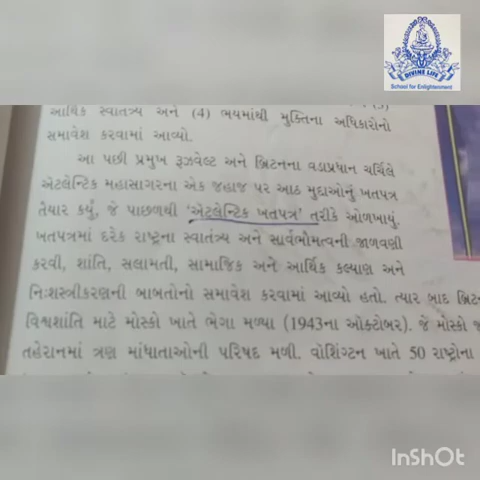 DIVINE LIFE
School for Enlightenment
આર્થિક સ્વાતંત્ર્ય અને (4) ભયમાંથી મુક્તિના અધિકારોનો
સમાવેશ કરવામાં આવ્યો.
આ પછી પ્રમુખ રૂઝવેલ્ટ અને બ્રિટનના વડાપ્રધાન ચર્ચિલે
એટલેન્ટિક મહાસાગરના એક જહાજ પર આઠ મુદ્દાઓનું ખતપત્ર
તૈયાર કર્યું, જે પાછળથી 'એટલેન્ટિક ખતપત્ર' તરીકે ઓળખાયું.
ખતપત્રમાં દરેક રાષ્ટ્રના સ્વાતંત્ર્ય અને સાર્વભૌમત્વની જાળવણી
કરવી, શાંતિ, સલામતી, સામાજિક અને આર્થિક કલ્યાણ અને
નિઃશસ્ત્રીકરણની બાબતોનો સમાવેશ કરવામાં આવ્યો હતો. ત્યાર બાદ
વિશ્વશાંતિ માટે મોસ્કો ખાતે ભેગા મળ્યા (1943ના ઑક્ટોબર). જે મોસ્કો
તહેરાનમાં ત્રણ માંધાતાઓની પરિષદ મળી. વૉશિંગ્ટન ખાતે 50 રાષ્ટ્રોના
InShOt